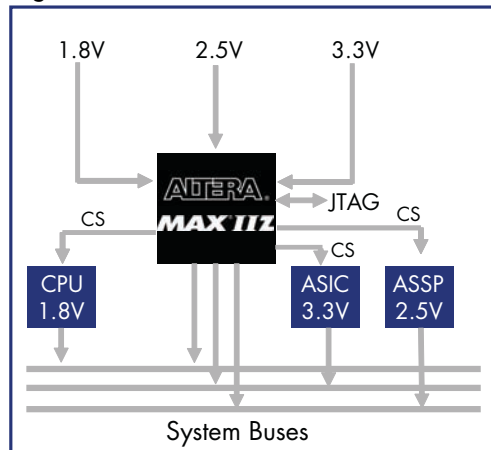 1.8V 2.5V 3.3V
ALTERA®
MAX® IIZ
JTAG
CS CS
CS
CPU
1.8V
ASIC
3.3V
ASSP
2.5V
System Buses